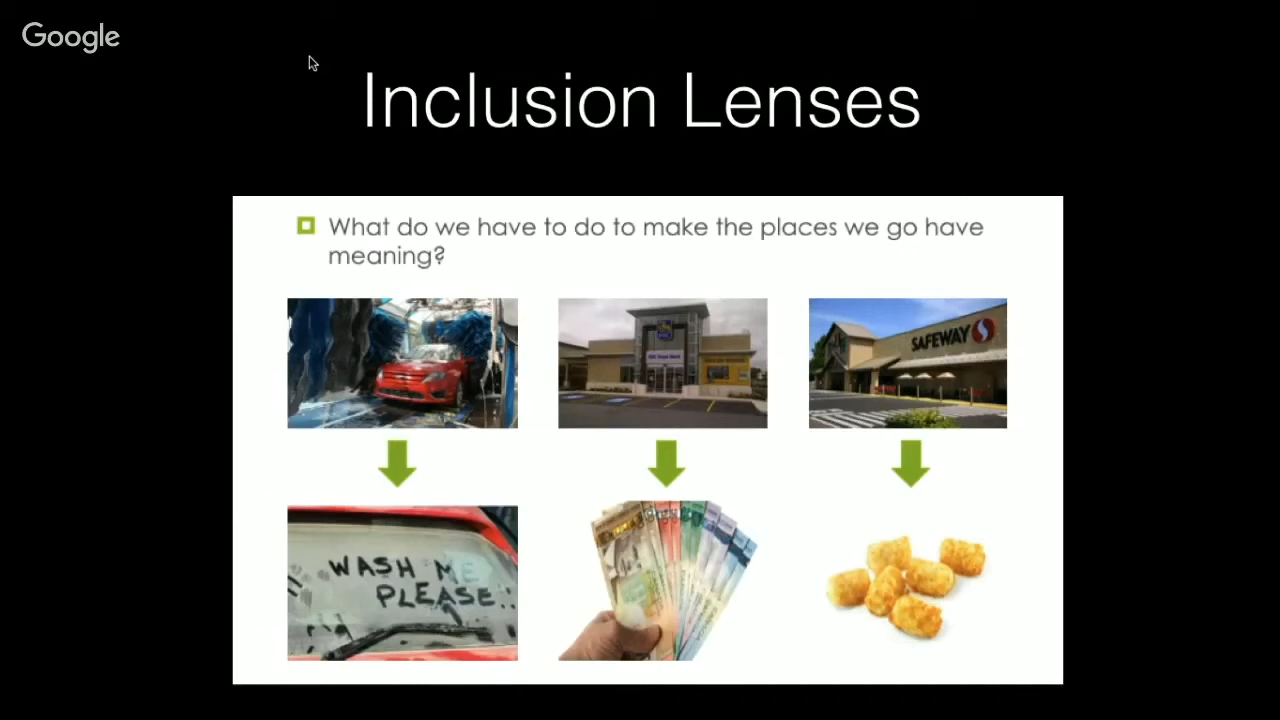 Google
Inclusion Lenses
What do we have to do to make the places we go have
meaning?
SAFEWAY
WASH ME
PLEASE..